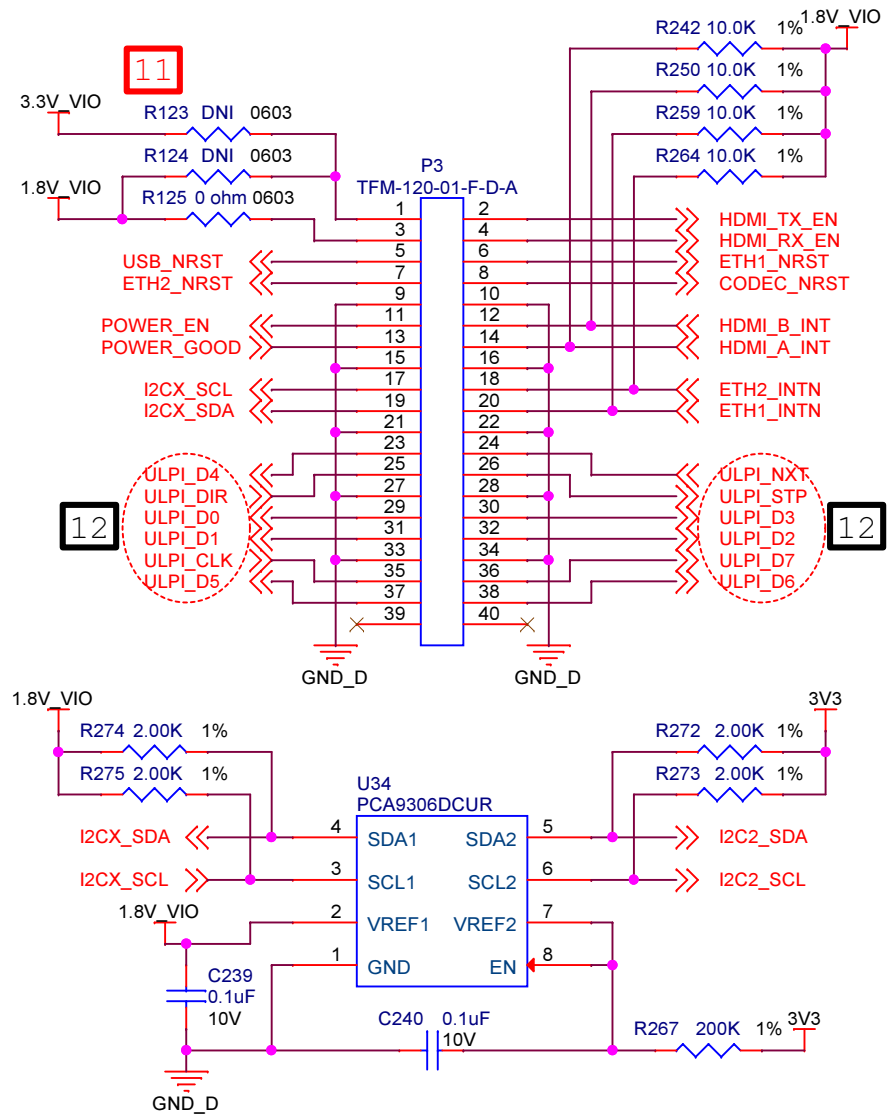 R242 10.0K 1% 1.8V_VIO
11 R250 10.0K 1%
3.3V_VIO R123 DNI 0603 R259 10.0K 1%
R124 DNI 0603 R264 10.0K 1%
P3
1.8V_VIO R125 0 ohm 0603 TFM-120-01-F-D-A
1 2 HDMI_TX_EN
3 4 HDMI_RX_EN
USB_NRST 5 6 ETH1_NRST
ETH2_NRST 7 8 CODEC_NRST
9 10
POWER_EN 11 12 HDMI_B_INT
POWER_GOOD 13 14 HDMI_A_INT
15 16
I2CX_SCL 17 18 ETH2_INTN
I2CX_SDA 19 20 ETH1_INTN
21 22
23 24
ULPI_D4 25 26 ULPI_NXT
ULPI_DIR 27 28 ULPI_STP
ULPI_D0 29 30 ULPI_D3
12 ULPI_D1 31 32 ULPI_D2 12
ULPI_CLK 33 34 ULPI_D7
ULPI_D5 35 36 ULPI_D6
37 38
39 40
GND_D GND_D
1.8V_VIO 3V3
R274 2.00K 1% R272 2.00K 1%
R275 2.00K 1% R273 2.00K 1%
U34
PCA9306DCUR
I2CX_SDA 4 SDA1 SDA2 5 I2C2_SDA
I2CX_SCL 3 SCL1 SCL2 6 I2C2_SCL
1.8V_VIO 2 VREF1 VREF2 7
1 GND EN 8
C239
0.1uF
10V
C240 0.1uF
10V
R267 200K 1% 3V3
GND_D